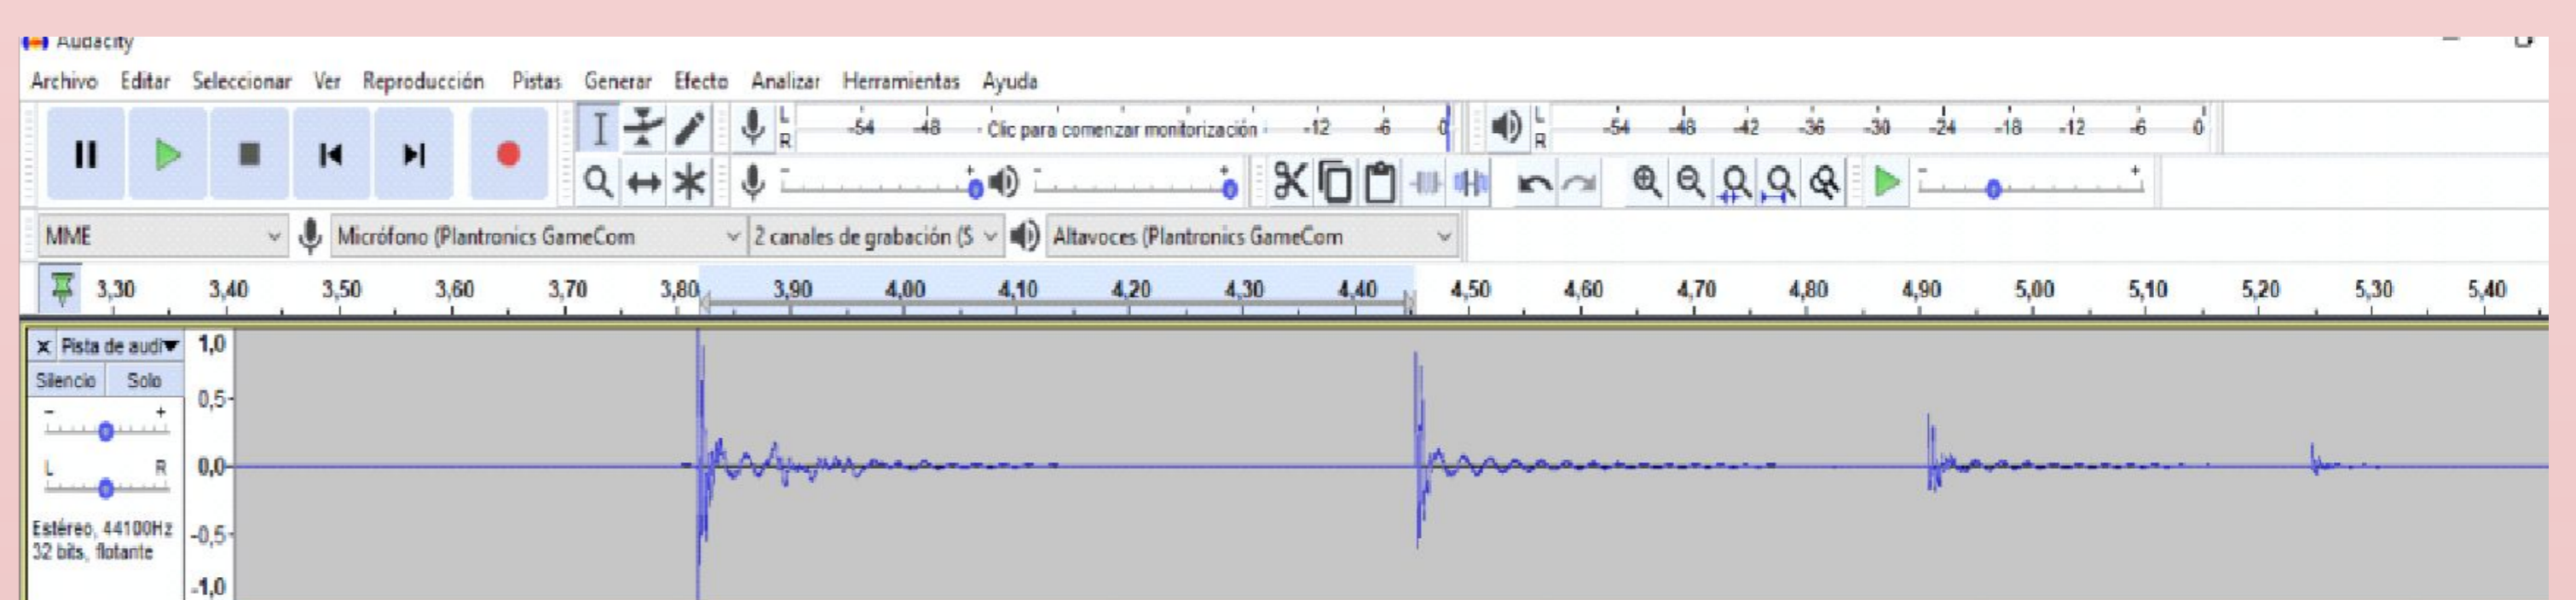 Audacity
Archivo Editar Seleccionar Ver Reproducción Pistas Generar Efecto Analizar Herramientas Ayuda
L -54 -48 - Clic para comenzar monitorización -12 -6 0 L -54 -48 -42 -36 -30 -24 -18 -12 -6 0
R R
MME Micrófono (Plantronics GameCom 2 canales de grabación (S Altavoces (Plantronics GameCom
3,30 3,40 3,50 3,60 3,70 3,80 3,90 4,00 4,10 4,20 4,30 4,40 4,50 4,60 4,70 4,80 4,90 5,00 5,10 5,20 5,30 5,40
x Pista de audi 1,0
Silencio Solo
0,5
- +
L R 0,0
Estéreo, 44100Hz
-0,5
32 bits, flotante
-1,0